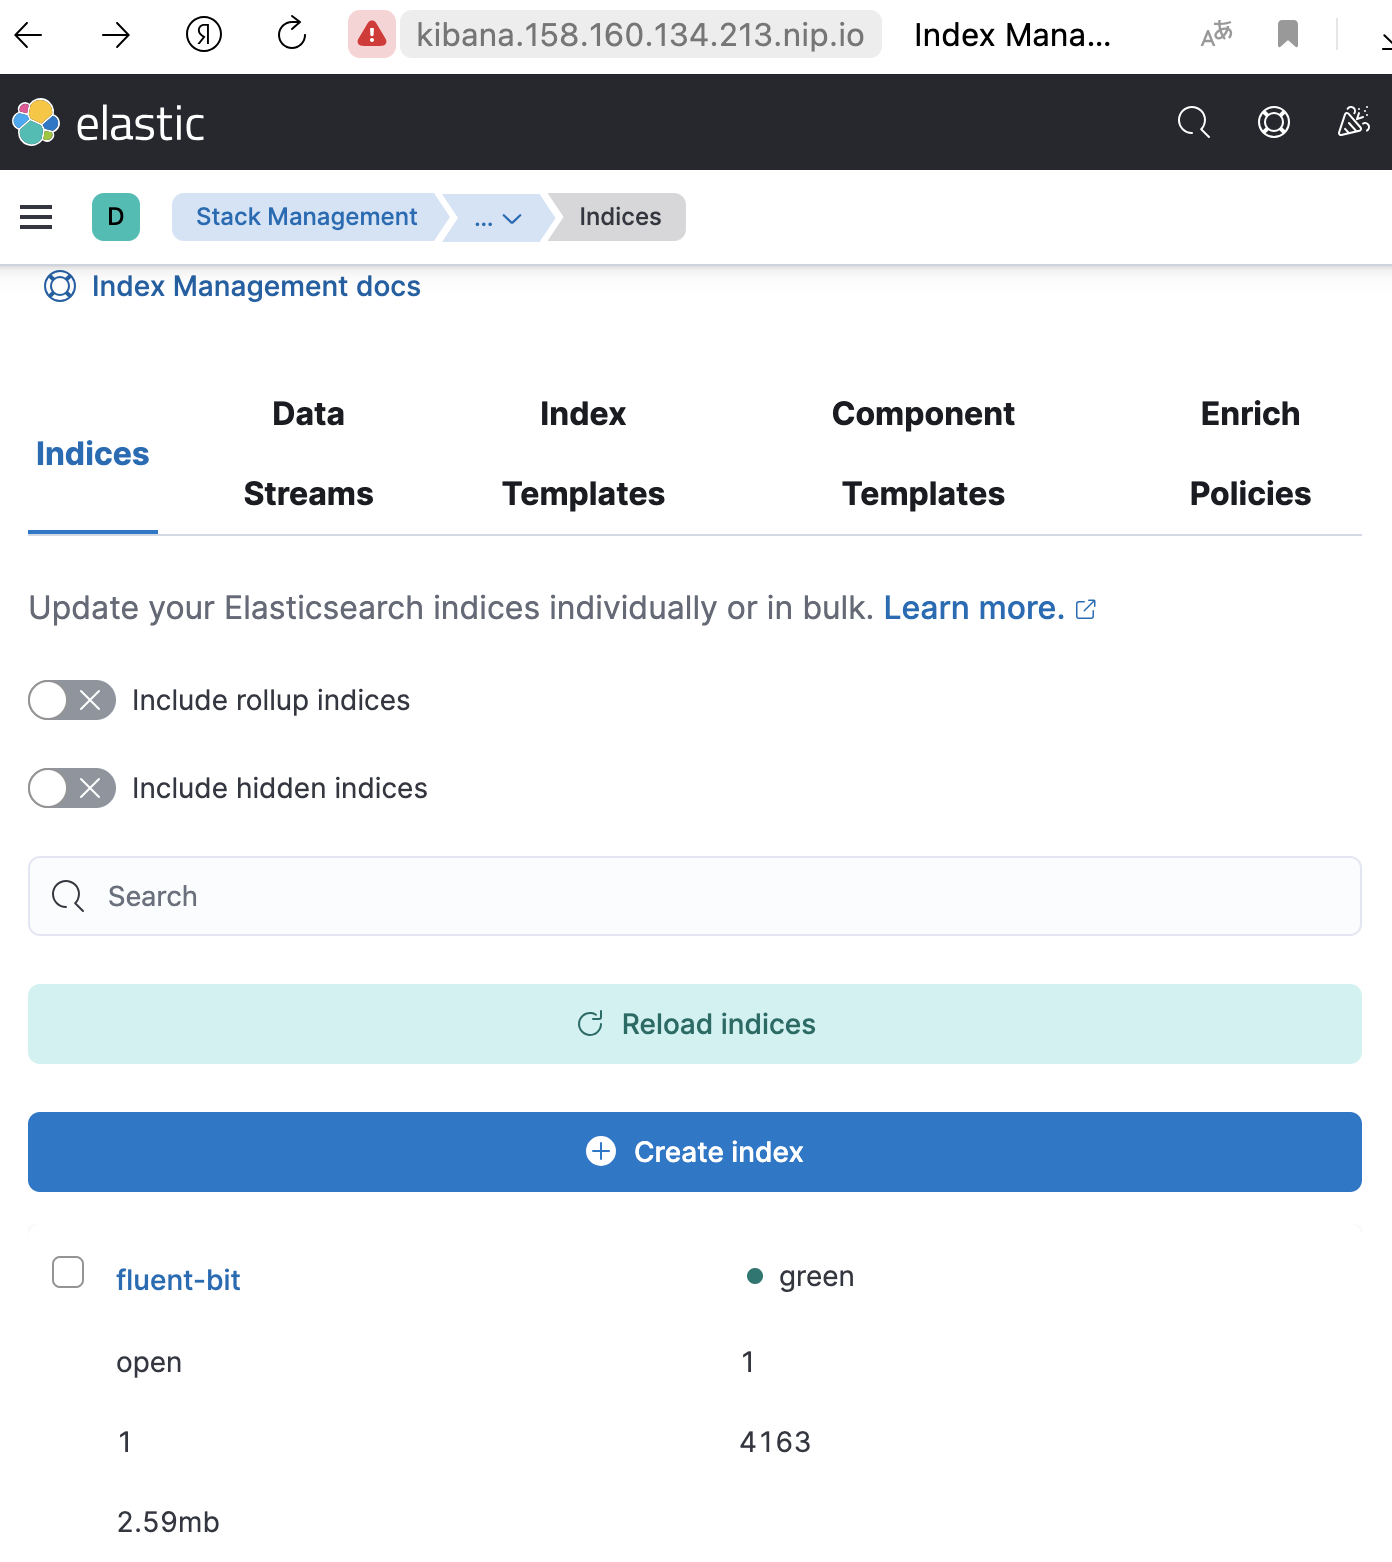 Я
kibana.158.160.134.213.nip.io Index Mana...
elastic
D Stack Management ... Indices
Index Management docs
Indices
Data Streams
Index Templates
Component Templates
Enrich Policies
Update your Elasticsearch indices individually or in bulk. Learn more.
Include rollup indices
Include hidden indices
Search
Reload indices
Create index
fluent-bit green
open 1
1 4163
2.59mb